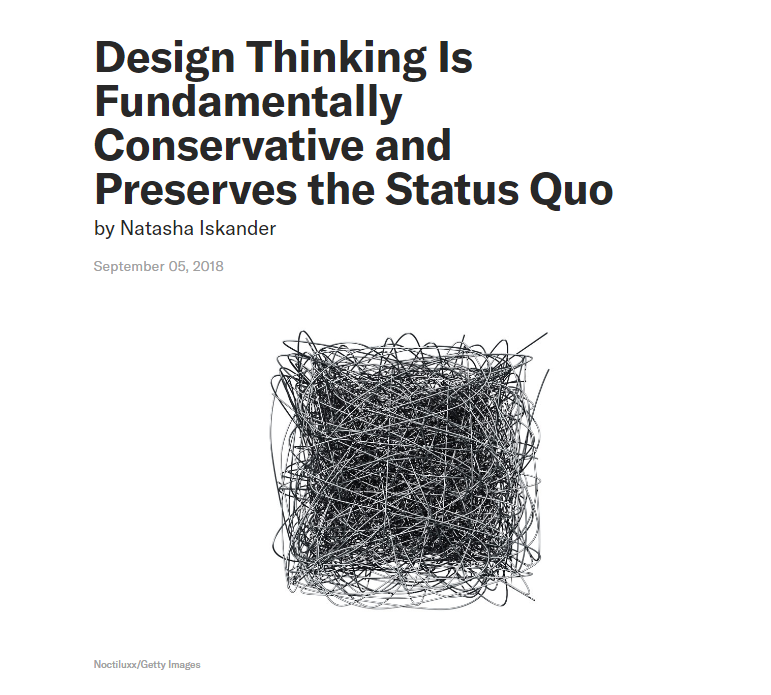 Design Thinking Is
Fundamentally
Conservative and
Preserves the Status Quo
by Natasha Iskander
September 05, 2018
Noctiluxx/Getty Images